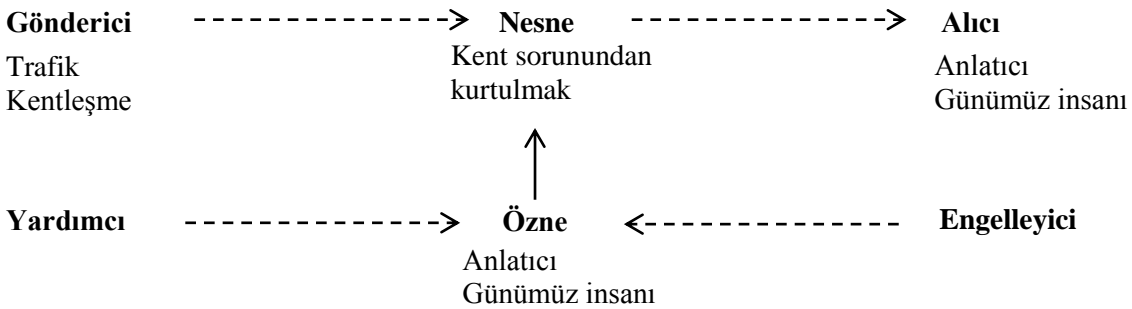 Gönderici
Nesne
Alıcı
Trafik
Kentleşme
Kent sorunundan
kurtulmak
Anlatıcı
Günümüz insanı
Yardımcı
Özne
Engelleyici
Anlatıcı
Günümüz insanı